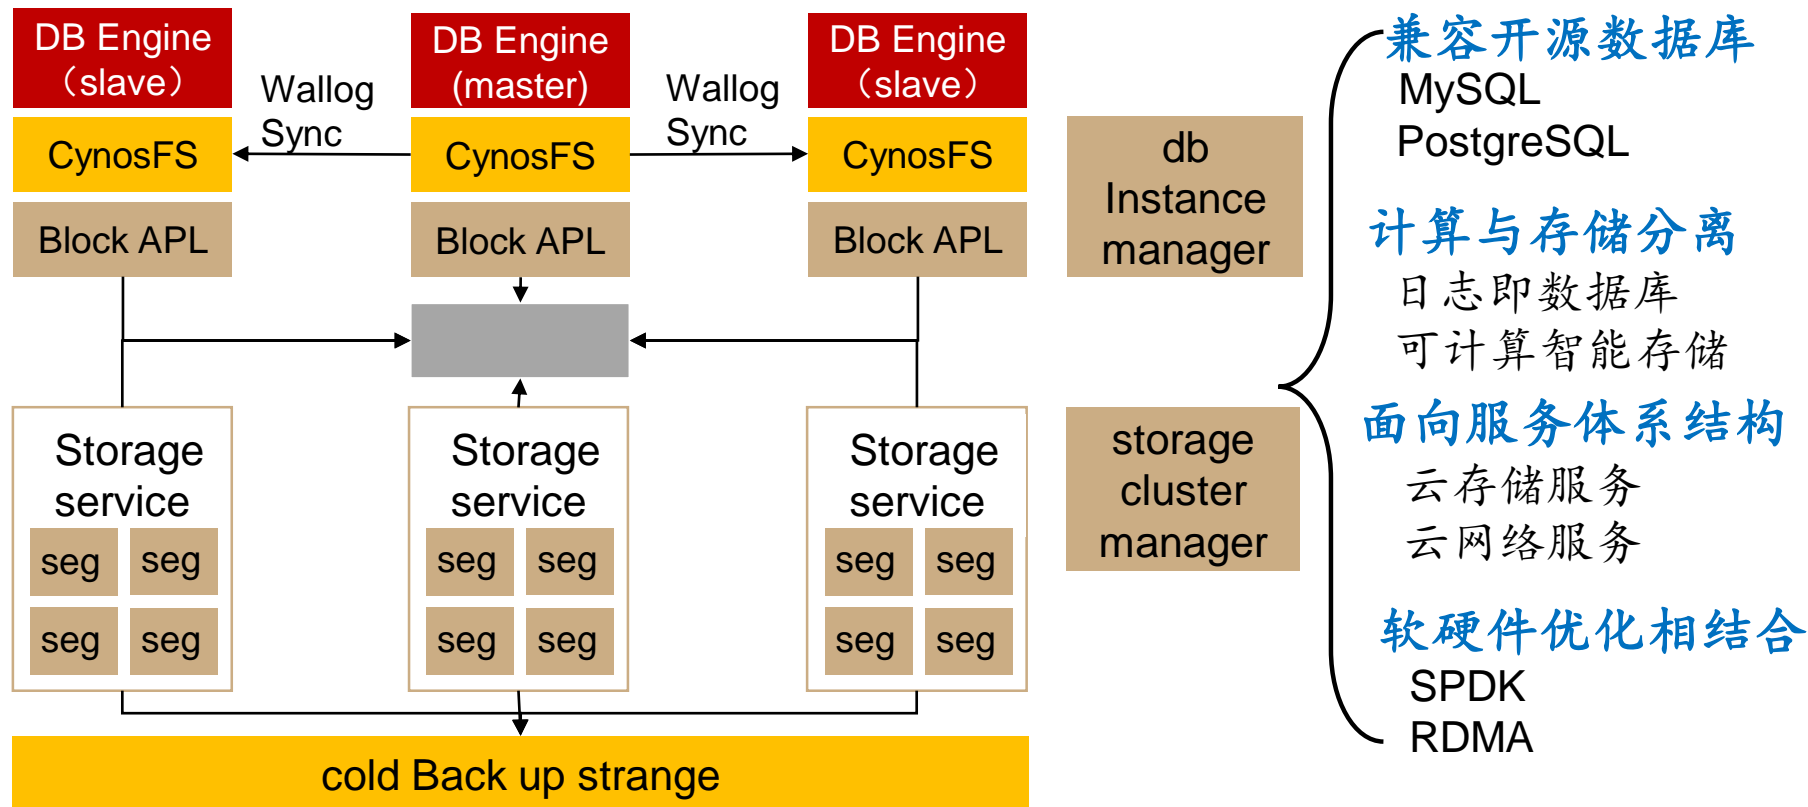 DB Engine
（slave）
CynosFS
Block APL
Wallog
Sync
DB Engine
(master)
CynosFS
Block APL
Wallog
Sync
DB Engine
（slave）
CynosFS
Block APL
Storage
service
seg seg
seg seg
Storage
service
seg seg
seg seg
Storage
service
seg seg
seg seg
cold Back up strange
db
Instance
manager
storage
cluster
manager
兼容开源数据库
MySQL
PostgreSQL
计算与存储分离
日志即数据库
可计算智能存储
面向服务体系结构
云存储服务
云网络服务
软硬件优化相结合
SPDK
RDMA